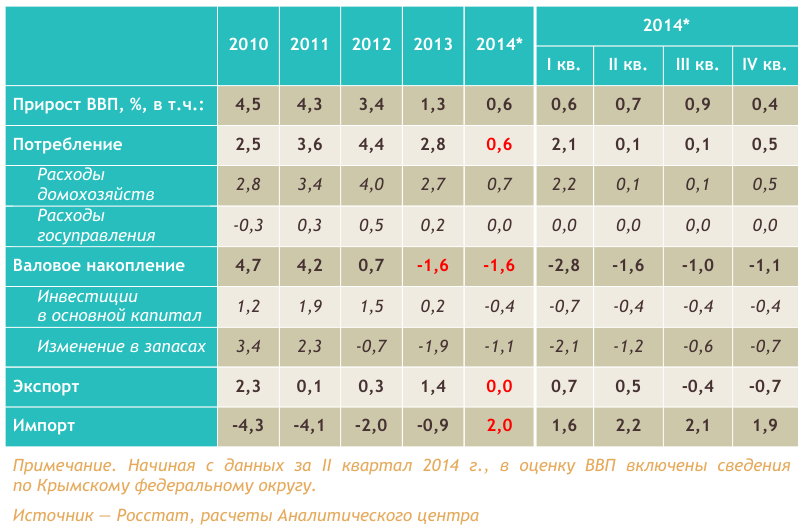 2010 2011 2012 2013 2014* 2014*
I кв. II кв. III кв. IV кв.
Прирост ВВП, %, в т.ч.: 4,5 4,3 3,4 1,3 0,6 0,6 0,7 0,9 0,4
Потребление 2,5 3,6 4,4 2,8 0,6 2,1 0,1 0,1 0,5
Расходы
домохозяйств 2,8 3,4 4,0 2,7 0,7 2,2 0,1 0,1 0,5
Расходы
госуправления -0,3 0,3 0,5 0,2 0,0 0,0 0,0 0,0 0,0
Валовое накопление 4,7 4,2 0,7 -1,6 -1,6 -2,8 -1,6 -1,0 -1,1
Инвестиции
в основной капитал 1,2 1,9 1,5 0,2 -0,4 -0,7 -0,4 -0,4 -0,4
Изменение в запасах 3,4 2,3 -0,7 -1,9 -1,1 -2,1 -1,2 -0,6 -0,7
Экспорт 2,3 0,1 0,3 1,4 0,0 0,7 0,5 -0,4 -0,7
Импорт -4,3 -4,1 -2,0 -0,9 2,0 1,6 2,2 2,1 1,9
Примечание. Начиная с данных за II квартал 2014 г., в оценку ВВП включены сведения
по Крымскому федеральному округу.
Источник — Росстат, расчеты Аналитического центра